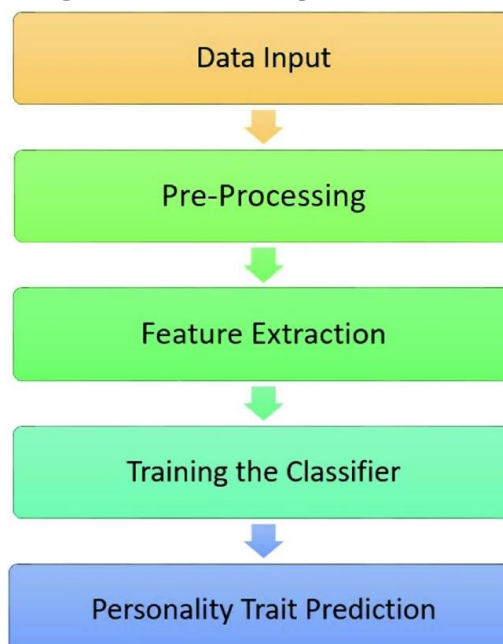 Data Input
Pre-Processing
Feature Extraction
Training the Classifier
Personality Trait Prediction